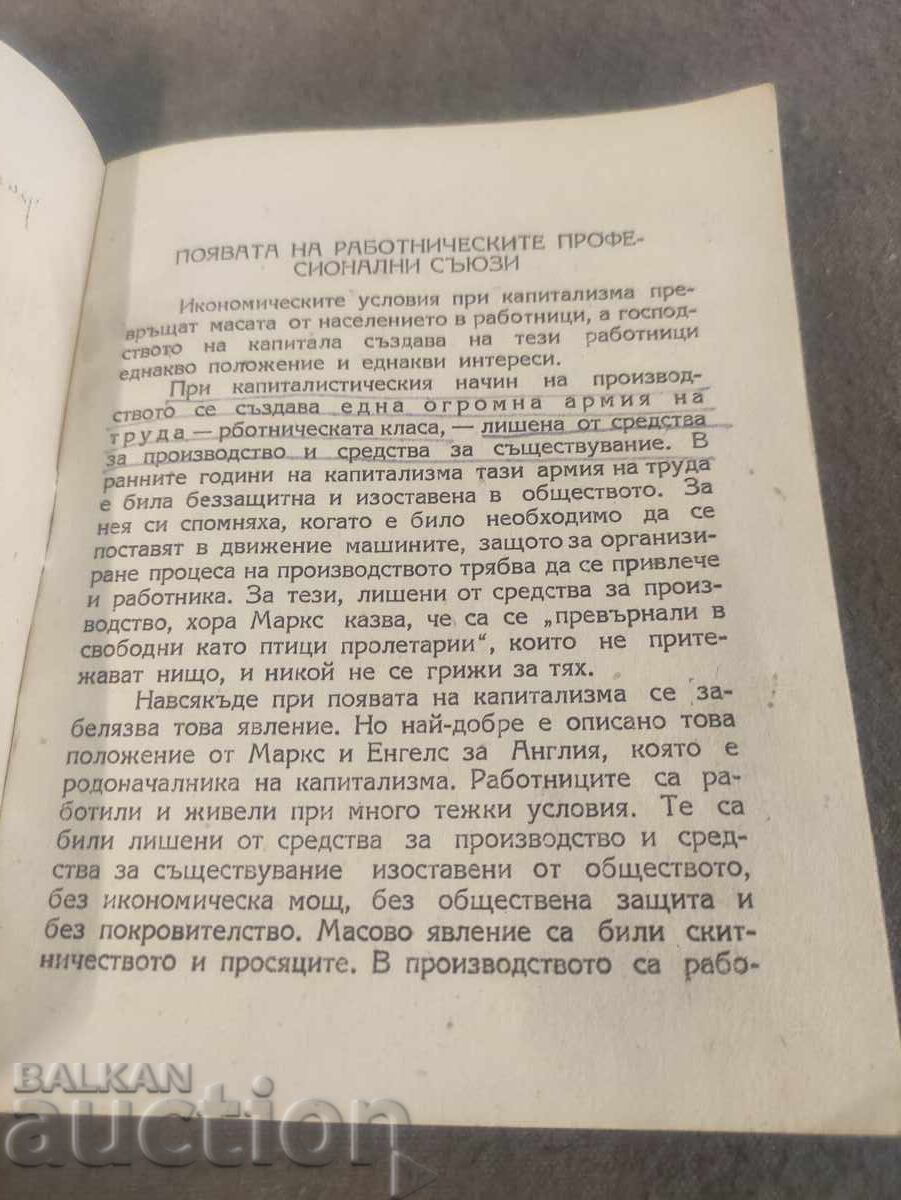 ПОЯВАТА НА РАБОТНИЧЕСКИТЕ ПРОФЕ-
СИОНАЛНИ СЪЮЗИ
Икономическите условия при капитализма пре-
връщат масата от населението в работници, а господ-
ството на капитала създава на тези работници
еднакво положение и еднакви интереси.
При капиталистическия начин на производ-
ството се създава една огромна армия на
труда — рботническата класа, — лишена от средства
за производство и средства за съществувание. В
ранните години на капитализма тази армия на труда
е била беззащитна и изоставена в обществото. За
нея си спомняха, когато е било необходимо да се
поставят в движение машините, защото за организи-
ране процеса на производството трябва да се привлече
и работника. За тези, лишени от средства за произ-
водство, хора Маркс казва, че са се „превърнали в
свободни като птици пролетарии“, които не прите-
жават нищо, и никой не се грижи за тях.
Навсякъде при появата на капитализма се за-
белязва това явление. Но най-добре е описано това
положение от Маркс и Енгелс за Англия, която е
родоначалника на капитализма. Работниците са ра-
ботили и живели при много тежки условия. Те са
били лишени от средства за производство и сред-
ства за съществувание изоставени от обществото,
без икономическа мощ, без обществена защита и
без покровителство. Масово явление са били скит-
ничеството и просяците. В производството са рабо-
BALKAN
auction